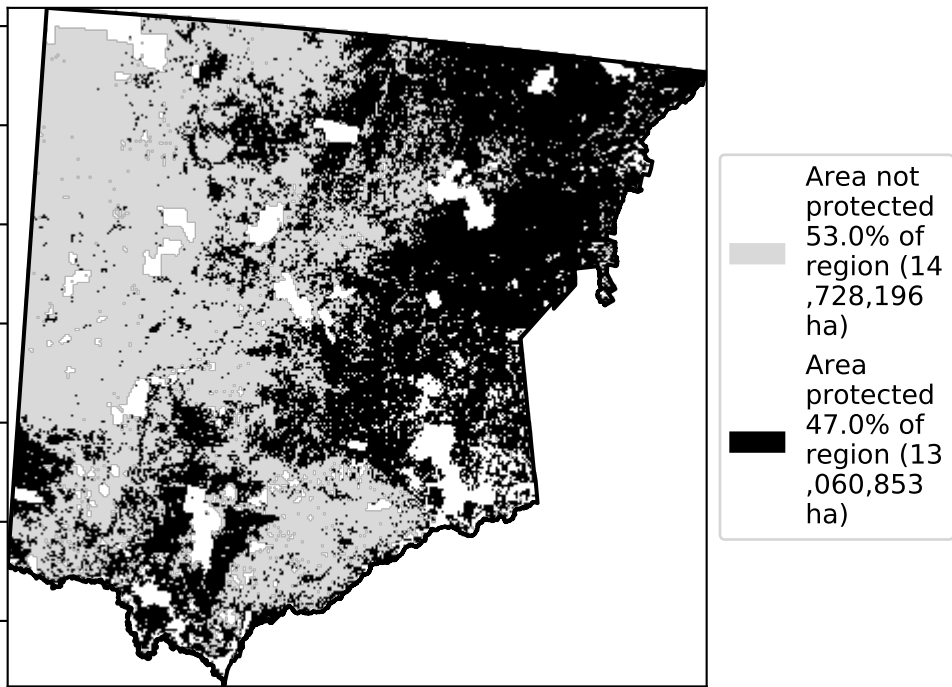 Area not
protected
53.0% of
region (14
,728,196
ha)
Area
protected
47.0% of
region (13
,060,853
ha)